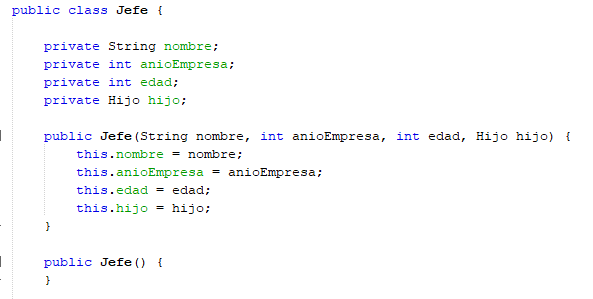 public class Jefe {
private String nombre;
private int anioEmpresa;
private int edad;
private Hijo hijo;
public Jefe(String nombre, int anioEmpresa, int edad, Hijo hijo) {
this.nombre = nombre;
this.anioEmpresa = anioEmpresa;
this.edad = edad;
this.hijo = hijo;
}
public Jefe() {
}